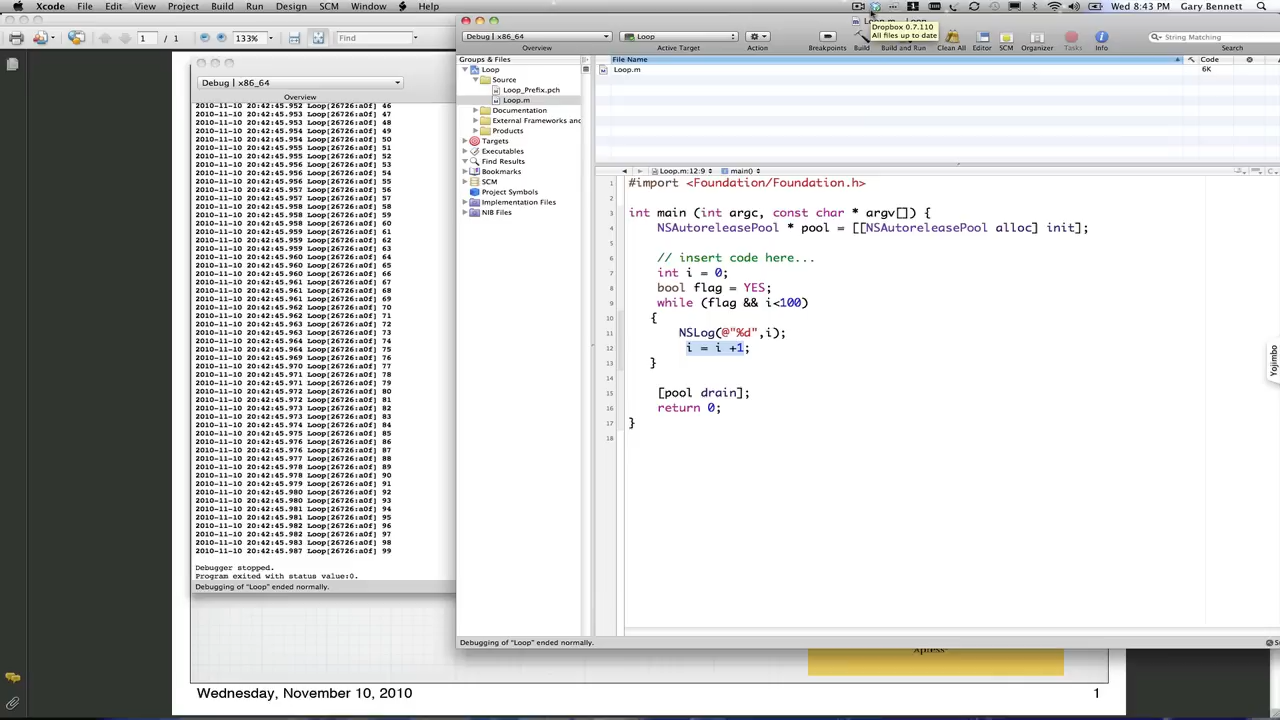 Xcode File Edit View Project Build Run Design SCM Window Help
Wed 8:43 PM Gary Bennett
Dropbox 0.7.110
All files up to date
1 / 1 133% Find
Debug | x86_64
Overview
2010-11-10 20:42:45.952 Loop[26726:a0f] 46
2010-11-10 20:42:45.953 Loop[26726:a0f] 47
2010-11-10 20:42:45.953 Loop[26726:a0f] 48
2010-11-10 20:42:45.954 Loop[26726:a0f] 49
2010-11-10 20:42:45.954 Loop[26726:a0f] 50
2010-11-10 20:42:45.955 Loop[26726:a0f] 51
2010-11-10 20:42:45.955 Loop[26726:a0f] 52
2010-11-10 20:42:45.956 Loop[26726:a0f] 53
2010-11-10 20:42:45.956 Loop[26726:a0f] 54
2010-11-10 20:42:45.956 Loop[26726:a0f] 55
2010-11-10 20:42:45.957 Loop[26726:a0f] 56
2010-11-10 20:42:45.957 Loop[26726:a0f] 57
2010-11-10 20:42:45.958 Loop[26726:a0f] 58
2010-11-10 20:42:45.958 Loop[26726:a0f] 59
2010-11-10 20:42:45.958 Loop[26726:a0f] 60
2010-11-10 20:42:45.959 Loop[26726:a0f] 61
2010-11-10 20:42:45.959 Loop[26726:a0f] 62
2010-11-10 20:42:45.960 Loop[26726:a0f] 63
2010-11-10 20:42:45.960 Loop[26726:a0f] 64
2010-11-10 20:42:45.960 Loop[26726:a0f] 65
2010-11-10 20:42:45.960 Loop[26726:a0f] 66
2010-11-10 20:42:45.961 Loop[26726:a0f] 67
2010-11-10 20:42:45.961 Loop[26726:a0f] 68
2010-11-10 20:42:45.961 Loop[26726:a0f] 69
2010-11-10 20:42:45.962 Loop[26726:a0f] 70
2010-11-10 20:42:45.962 Loop[26726:a0f] 71
2010-11-10 20:42:45.963 Loop[26726:a0f] 72
2010-11-10 20:42:45.964 Loop[26726:a0f] 73
2010-11-10 20:42:45.965 Loop[26726:a0f] 74
2010-11-10 20:42:45.965 Loop[26726:a0f] 75
2010-11-10 20:42:45.969 Loop[26726:a0f] 76
2010-11-10 20:42:45.970 Loop[26726:a0f] 77
2010-11-10 20:42:45.971 Loop[26726:a0f] 78
2010-11-10 20:42:45.971 Loop[26726:a0f] 79
2010-11-10 20:42:45.972 Loop[26726:a0f] 80
2010-11-10 20:42:45.972 Loop[26726:a0f] 81
2010-11-10 20:42:45.973 Loop[26726:a0f] 82
2010-11-10 20:42:45.973 Loop[26726:a0f] 83
2010-11-10 20:42:45.974 Loop[26726:a0f] 84
2010-11-10 20:42:45.975 Loop[26726:a0f] 85
2010-11-10 20:42:45.976 Loop[26726:a0f] 86
2010-11-10 20:42:45.976 Loop[26726:a0f] 87
2010-11-10 20:42:45.977 Loop[26726:a0f] 88
2010-11-10 20:42:45.978 Loop[26726:a0f] 89
2010-11-10 20:42:45.978 Loop[26726:a0f] 90
2010-11-10 20:42:45.979 Loop[26726:a0f] 91
2010-11-10 20:42:45.979 Loop[26726:a0f] 92
2010-11-10 20:42:45.980 Loop[26726:a0f] 93
2010-11-10 20:42:45.981 Loop[26726:a0f] 94
2010-11-10 20:42:45.981 Loop[26726:a0f] 95
2010-11-10 20:42:45.982 Loop[26726:a0f] 96
2010-11-10 20:42:45.982 Loop[26726:a0f] 97
2010-11-10 20:42:45.983 Loop[26726:a0f] 98
2010-11-10 20:42:45.987 Loop[26726:a0f] 99
Debugger stopped.
Program exited with status value:0.
Debugging of "Loop" ended normally.
Debug | x86_64 Loop
Overview Active Target Action Breakpoints Build Build and Run Clean All Editor SCM Organizer Tasks Info Search
String Matching
Groups & Files
Loop
Source
Loop_Prefix.pch
Loop.m
Documentation
External Frameworks and
Products
Targets
Executables
Find Results
Bookmarks
SCM
Project Symbols
Implementation Files
NIB Files
File Name Code
Loop.m 6K
Loop.m:12:9 main()
1 #import <Foundation/Foundation.h>
2
3 int main (int argc, const char * argv[]) {
4 NSAutoreleasePool * pool = [[NSAutoreleasePool alloc] init];
5
6 // insert code here...
7 int i = 0;
8 bool flag = YES;
9 while (flag && i<100)
10 {
11 NSLog(@"%d",i);
12 i = i +1;
13 }
14
15 [pool drain];
16 return 0;
17 }
18
Debugging of "Loop" ended normally.
Yojimbo
Apress
Wednesday, November 10, 2010 1